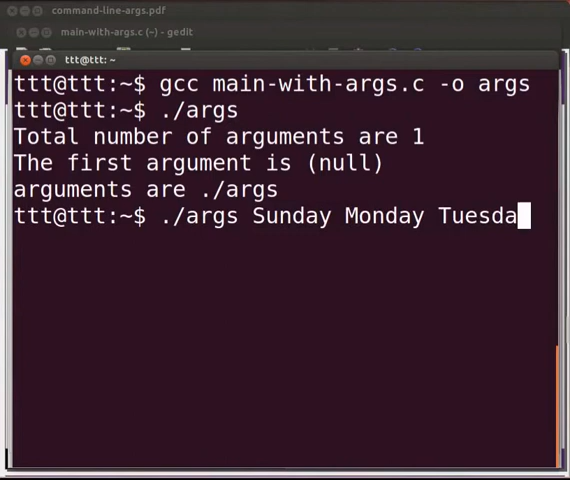 command-line-args.pdf
main-with-args.c (~) - gedit
ttt@ttt: ~
ttt@ttt:~$ gcc main-with-args.c -o args
ttt@ttt:~$ ./args
Total number of arguments are 1
The first argument is (null)
arguments are ./args
ttt@ttt:~$ ./args Sunday Monday Tuesda